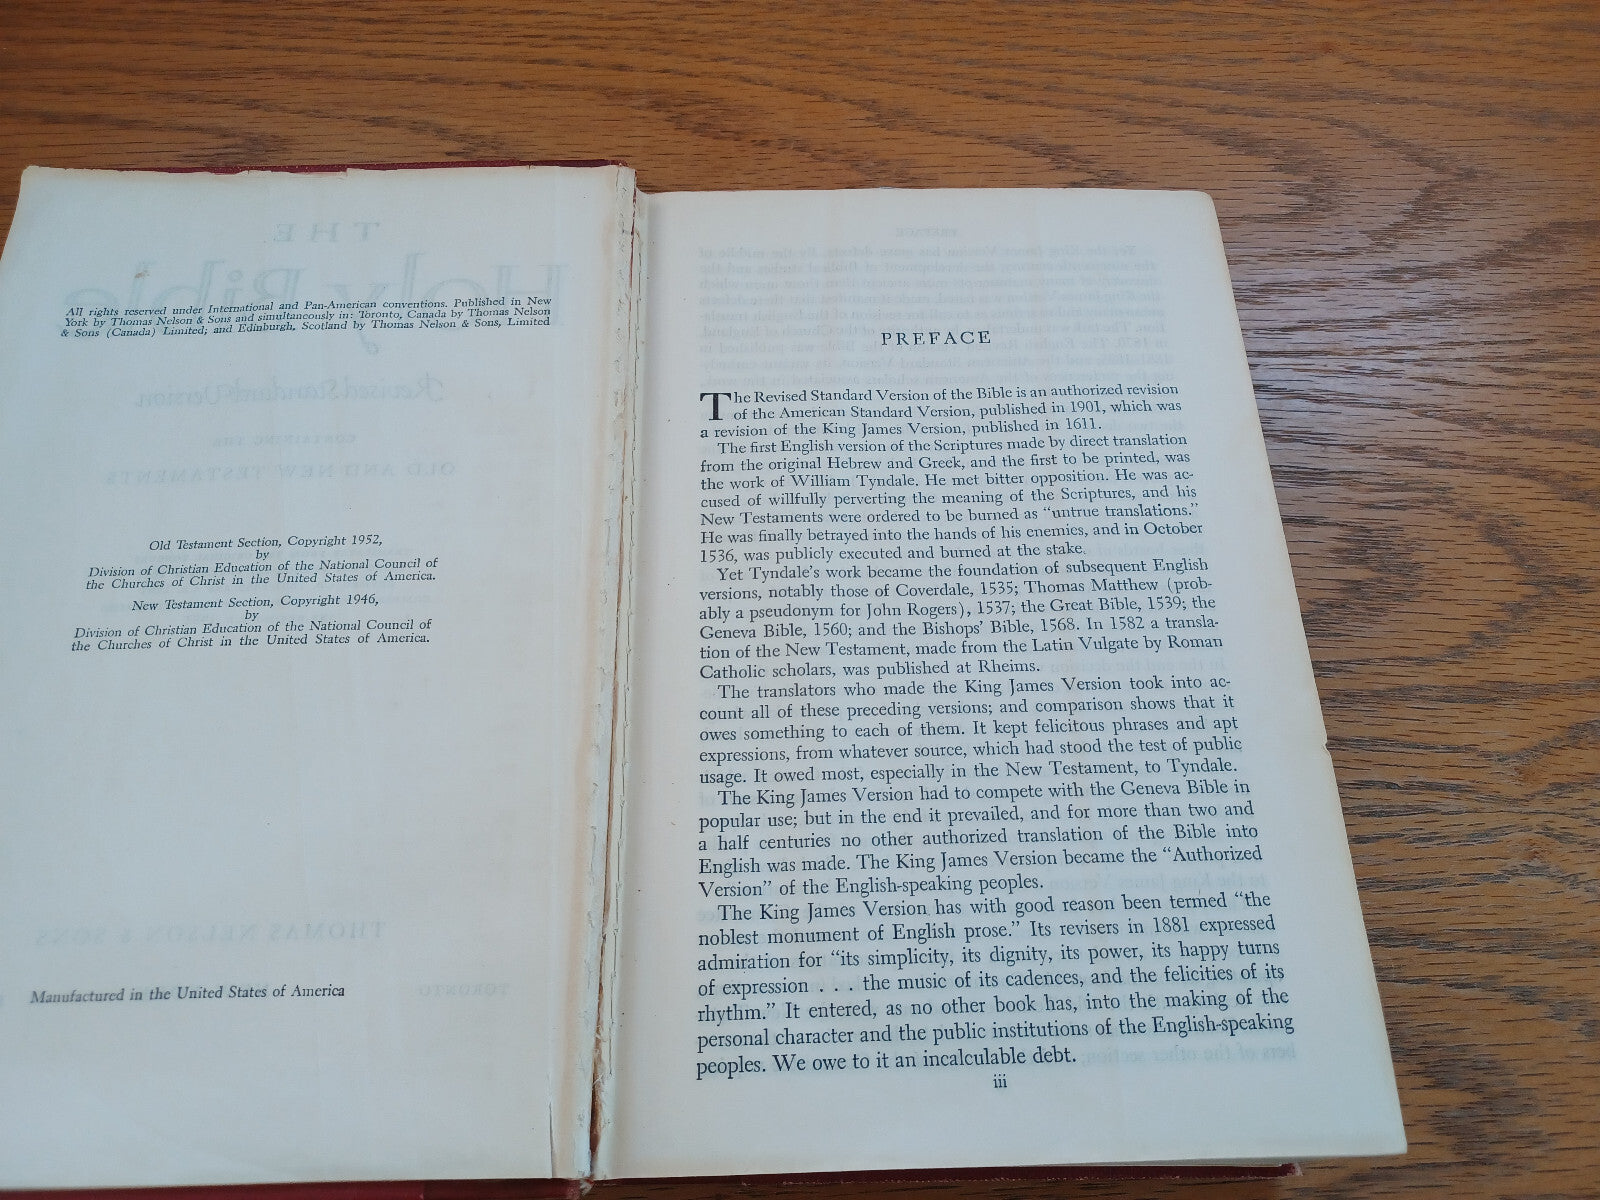 All rights reserved under International and Pan-American conventions. Published in New
York by Thomas Nelson & Sons and simultaneously in: Toronto, Canada by Thomas Nelson
& Sons (Canada) Limited; and Edinburgh, Scotland by Thomas Nelson & Sons, Limited
Old Testament Section, Copyright 1952,
by
Division of Christian Education of the National Council of
the Churches of Christ in the United States of America.
New Testament Section, Copyright 1946,
by
Division of Christian Education of the National Council of
the Churches of Christ in the United States of America.
Manufactured in the United States of America
PREFACE
The Revised Standard Version of the Bible is an authorized revision
of the American Standard Version, published in 1901, which was
a revision of the King James Version, published in 1611.
The first English version of the Scriptures made by direct translation
from the original Hebrew and Greek, and the first to be printed, was
the work of William Tyndale. He met bitter opposition. He was ac-
cused of willfully perverting the meaning of the Scriptures, and his
New Testaments were ordered to be burned as “untrue translations.”
He was finally betrayed into the hands of his enemies, and in October
1536, was publicly executed and burned at the stake.
Yet Tyndale’s work became the foundation of subsequent English
versions, notably those of Coverdale, 1535; Thomas Matthew (prob-
ably a pseudonym for John Rogers), 1537; the Great Bible, 1539; the
Geneva Bible, 1560; and the Bishops’ Bible, 1568. In 1582 a transla-
tion of the New Testament, made from the Latin Vulgate by Roman
Catholic scholars, was published at Rheims.
The translators who made the King James Version took into ac-
count all of these preceding versions; and comparison shows that it
owes something to each of them. It kept felicitous phrases and apt
expressions, from whatever source, which had stood the test of public
usage. It owed most, especially in the New Testament, to Tyndale.
The King James Version had to compete with the Geneva Bible in
popular use; but in the end it prevailed, and for more than two and
a half centuries no other authorized translation of the Bible into
English was made. The King James Version became the “Authorized
Version” of the English-speaking peoples.
The King James Version has with good reason been termed “the
noblest monument of English prose.” Its revisers in 1881 expressed
admiration for “its simplicity, its dignity, its power, its happy turns
of expression . . . the music of its cadences, and the felicities of its
rhythm.” It entered, as no other book has, into the making of the
personal character and the public institutions of the English-speaking
peoples. We owe to it an incalculable debt.
iii